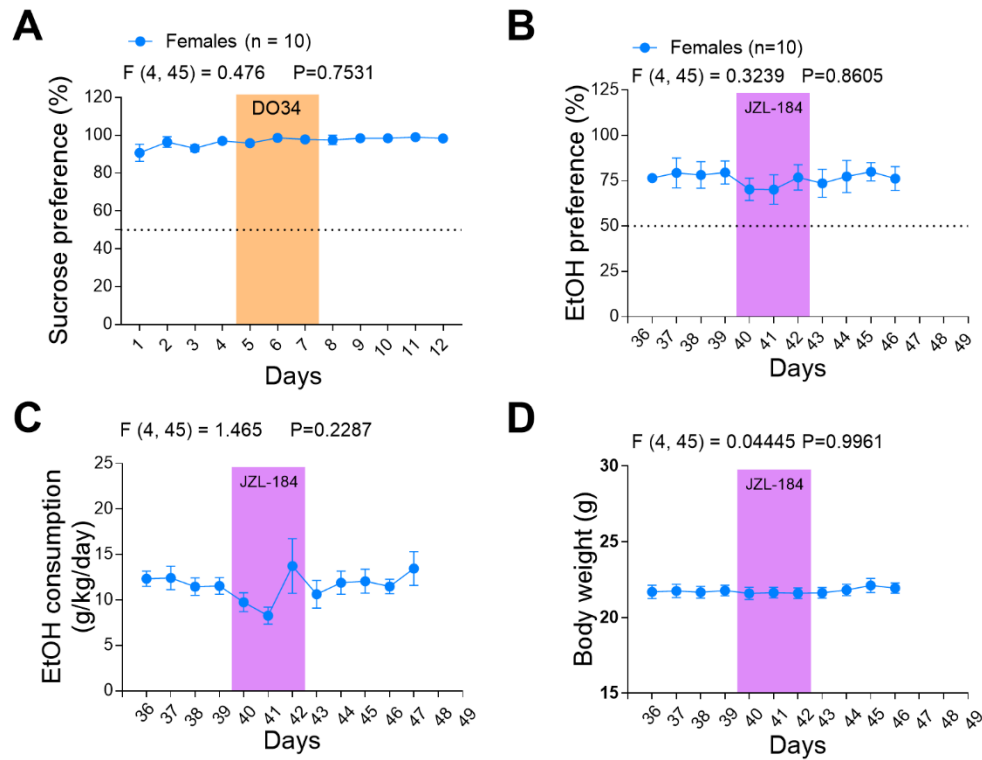 A
Females (n = 10)
F (4, 45) = 0.476 P=0.7531
Sucrose preference (%)
120
100
80
60
40
20
0
DO34
1 2 3 4 5 6 7 8 9 10 11 12
Days
B
Females (n=10)
F (4, 45) = 0.3239 P=0.8605
EtOH preference (%)
125
100
75
50
25
0
JZL-184
36 37 38 39 40 41 42 43 44 45 46 47 48 49
Days
C
F (4, 45) = 1.465 P=0.2287
EtOH consumption
(g/kg/day)
25
20
15
10
5
0
JZL-184
36 37 38 39 40 41 42 43 44 45 46 47 49
Days
D
F (4, 45) = 0.04445 P=0.9961
Body weight (g)
30
25
20
15
JZL-184
36 37 38 39 40 41 42 43 44 45 46 47 48 49
Days